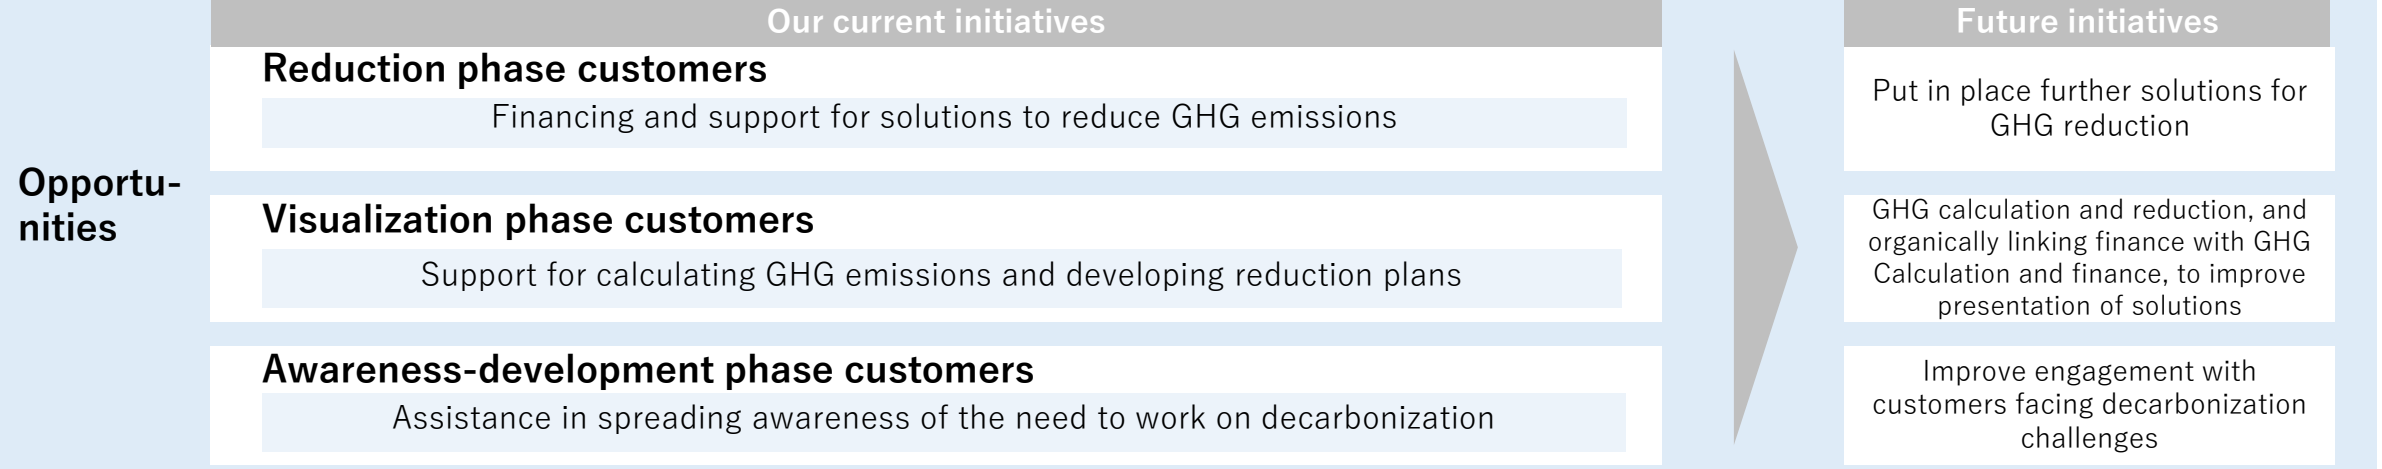 Our current initiatives
Future initiatives
Opportu-
nities
Reduction phase customers
Financing and support for solutions to reduce GHG emissions
Put in place further solutions for
GHG reduction
Visualization phase customers
Support for calculating GHG emissions and developing reduction plans
GHG calculation and reduction, and
organically linking finance with GHG
Calculation and finance, to improve
presentation of solutions
Awareness-development phase customers
Assistance in spreading awareness of the need to work on decarbonization
Improve engagement with
customers facing decarbonization
challenges